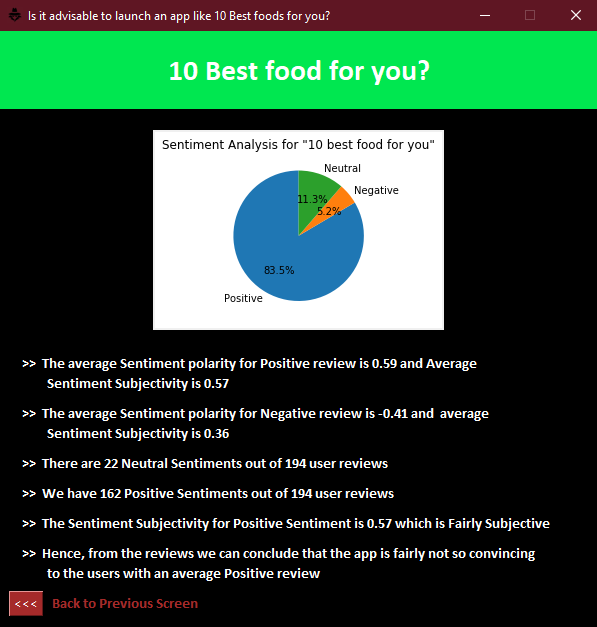 Is it advisable to launch an app like 10 Best foods for you?
10 Best food for you?
Sentiment Analysis for "10 best food for you"
Neutral
Negative
11.3%
5.2%
83.5%
Positive
>> The average Sentiment polarity for Positive review is 0.59 and Average
Sentiment Subjectivity is 0.57
>> The average Sentiment polarity for Negative review is -0.41 and average
Sentiment Subjectivity is 0.36
>> There are 22 Neutral Sentiments out of 194 user reviews
>> We have 162 Positive Sentiments out of 194 user reviews
>> The Sentiment Subjectivity for Positive Sentiment is 0.57 which is Fairly Subjective
>> Hence, from the reviews we can conclude that the app is fairly not so convincing
to the users with an average Positive review
<<< Back to Previous Screen